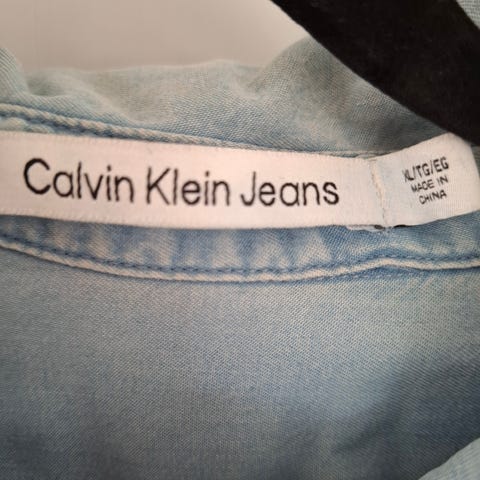 Calvin Klein Jeans
XL/TG/EG
MADE IN
CHINA